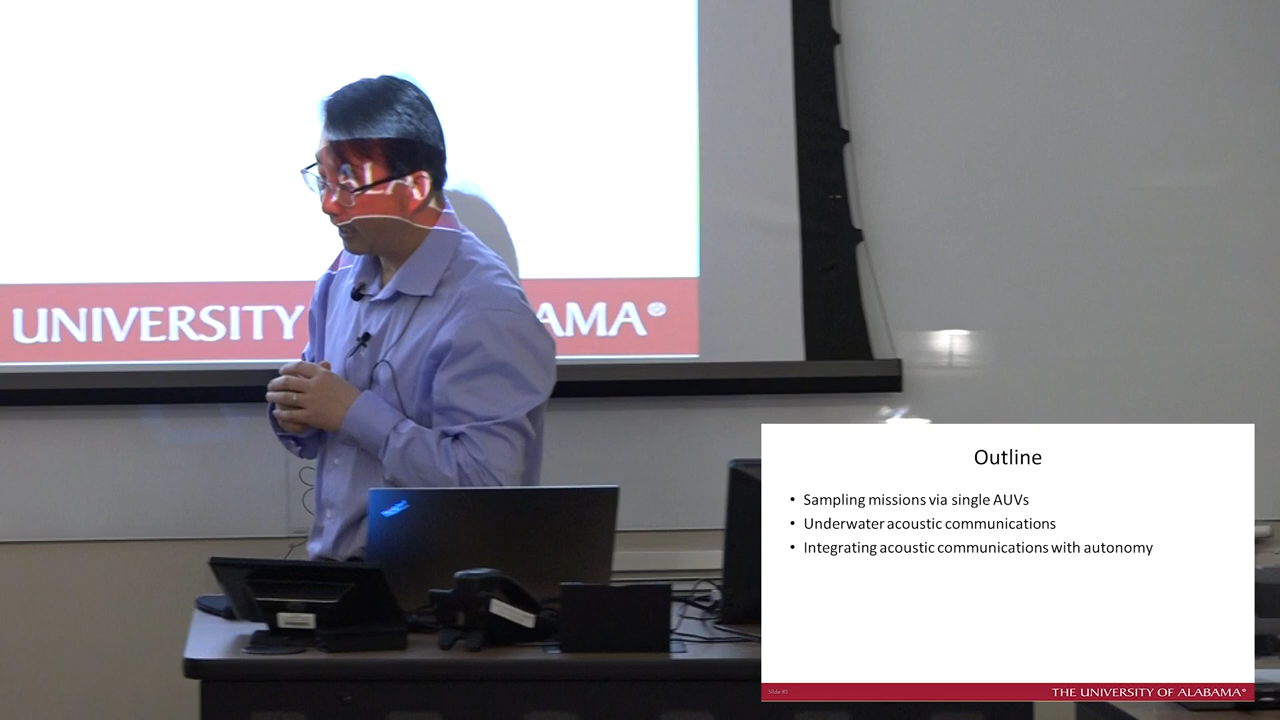 UNIVERSITY AMA®
Outline
• Sampling missions via single AUVs
• Underwater acoustic communications
• Integrating acoustic communications with autonomy
THE UNIVERSITY OF ALABAMA®